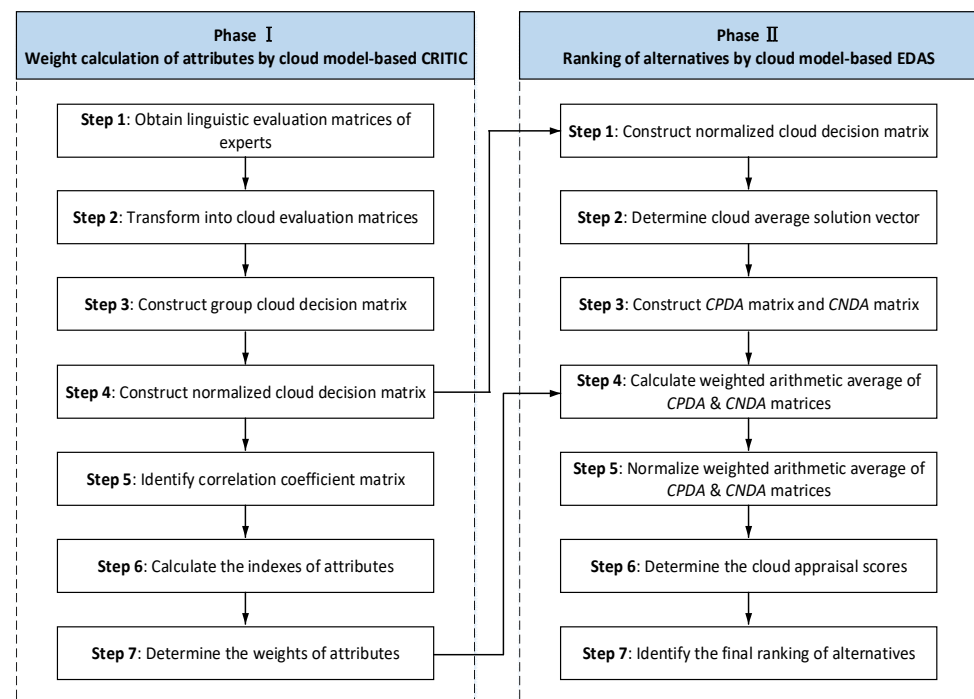 Phase Ⅰ
Weight calculation of attributes by cloud model-based CRITIC
Step 1: Obtain linguistic evaluation matrices of
experts
Step 2: Transform into cloud evaluation matrices
Step 3: Construct group cloud decision matrix
Step 4: Construct normalized cloud decision matrix
Step 5: Identify correlation coefficient matrix
Step 6: Calculate the indexes of attributes
Step 7: Determine the weights of attributes
Phase Ⅱ
Ranking of alternatives by cloud model-based EDAS
Step 1: Construct normalized cloud decision matrix
Step 2: Determine cloud average solution vector
Step 3: Construct CPDA matrix and CNDA matrix
Step 4: Calculate weighted arithmetic average of
CPDA & CNDA matrices
Step 5: Normalize weighted arithmetic average of
CPDA & CNDA matrices
Step 6: Determine the cloud appraisal scores
Step 7: Identify the final ranking of alternatives